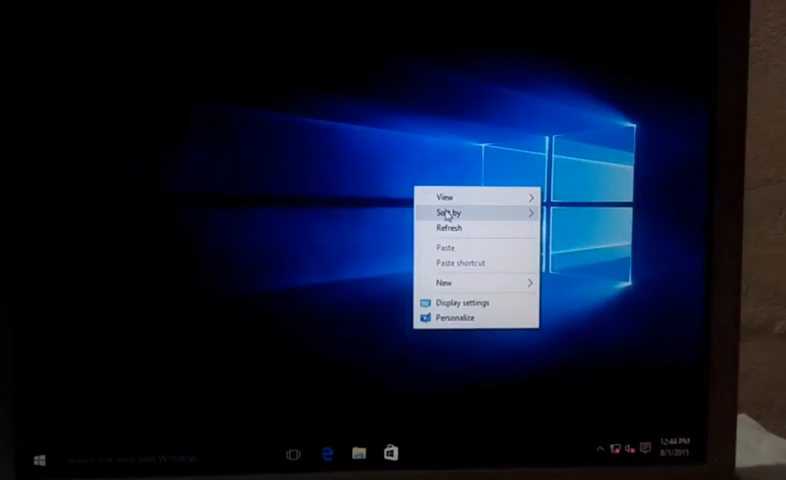 View
Sort by
Refresh
Paste
Paste shortcut
New
Display settings
Personalize
12:44 PM
8/1/2015